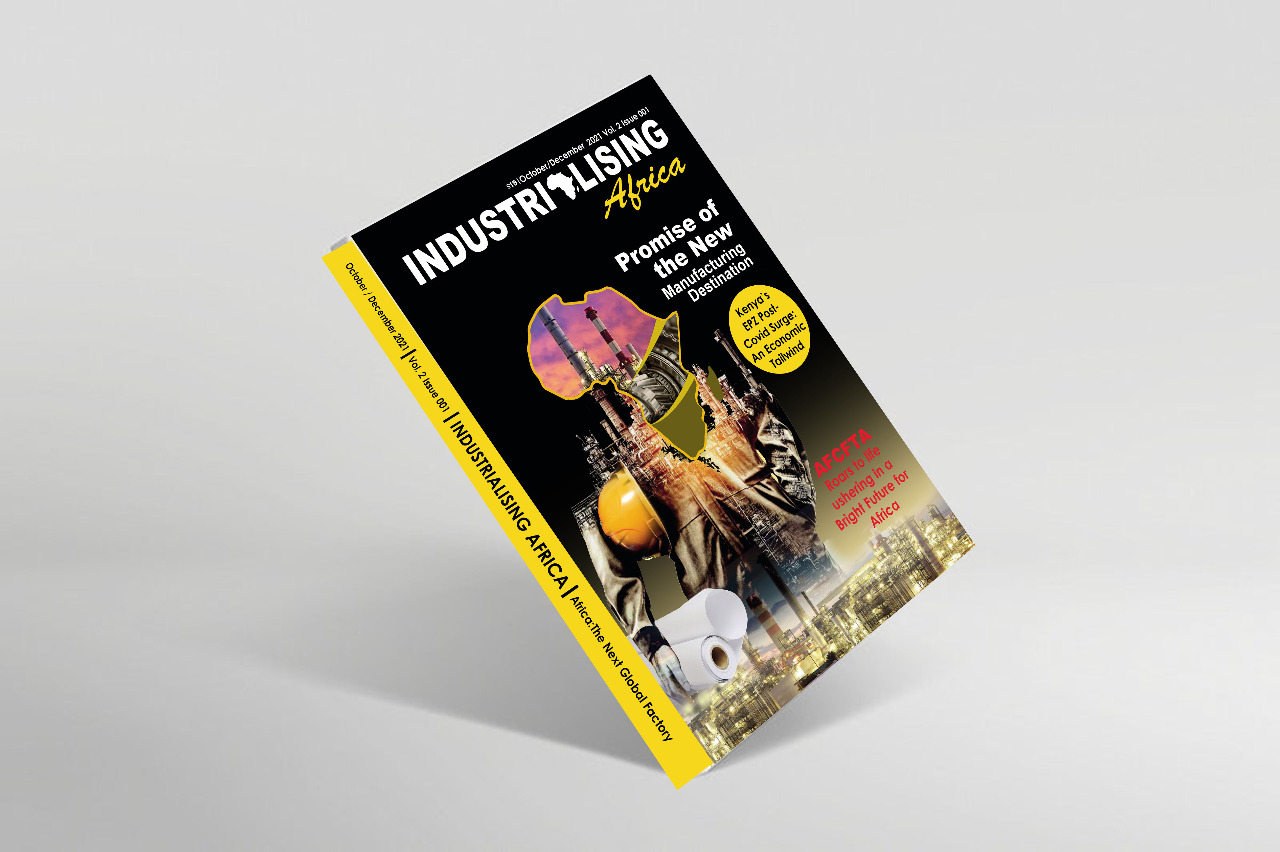 October/December 2021 Vol. 2 Issue 001
INDUSTRIALISING
Africa
Promise of
the New
Manufacturing
Destination
Kenya's
EPZ Post-
Covid Surge:
An Economic
Tailwind
AFCFTA
Roars to life
ushering in a
Bright Future for
Africa
October / December 2021 | Vol. 2 Issue 001 | INDUSTRIALISING AFRICA | Africa:The Next Global Factory